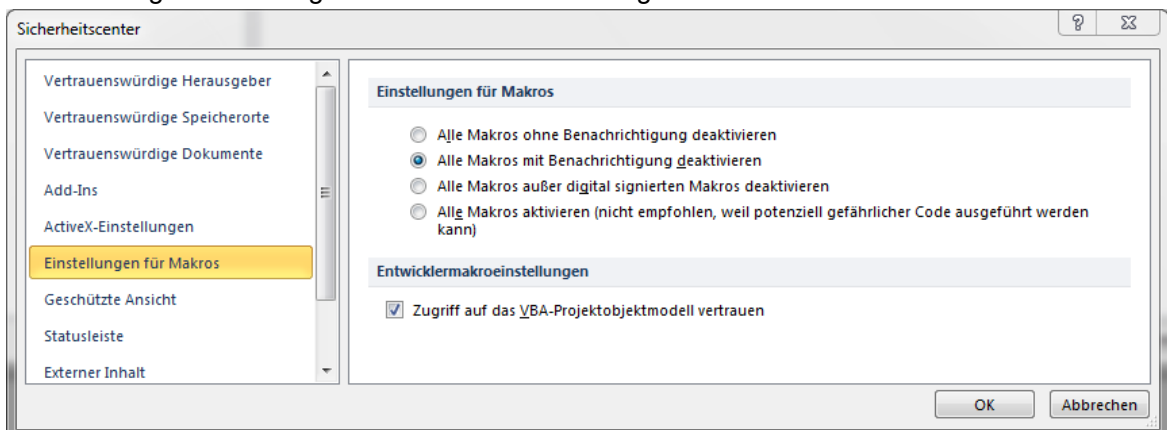 Sicherheitscenter
Vertrauenswürdige Herausgeber
Vertrauenswürdige Speicherorte
Vertrauenswürdige Dokumente
Add-Ins
ActiveX-Einstellungen
Einstellungen für Makros
Geschützte Ansicht
Statusleiste
Externer Inhalt
Einstellungen für Makros
Alle Makros ohne Benachrichtigung deaktivieren
Alle Makros mit Benachrichtigung deaktivieren
Alle Makros außer digital signierten Makros deaktivieren
Alle Makros aktivieren (nicht empfohlen, weil potenziell gefährlicher Code ausgeführt werden
kann)
Entwicklermakroeinstellungen
Zugriff auf das VBA-Projektobjektmodell vertrauen
OK
Abbrechen